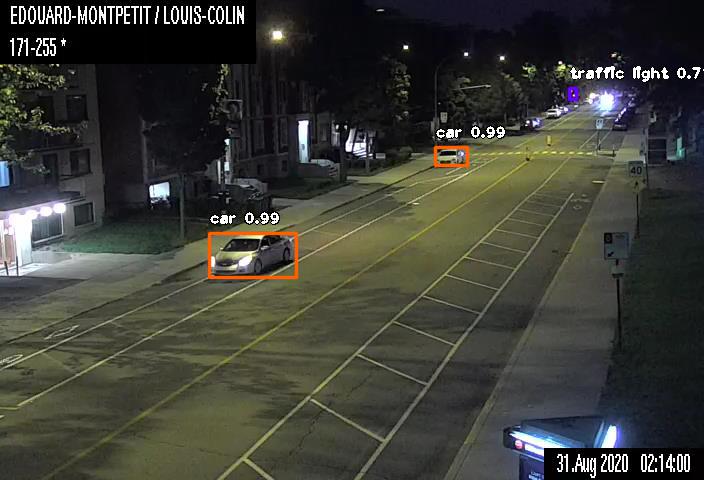 EDOUARD-MONTPETIT / LOUIS-COLIN
171-255 *
traffic light 0.7
car 0.99
40
car 0.99
31.Aug 2020 02:14:00